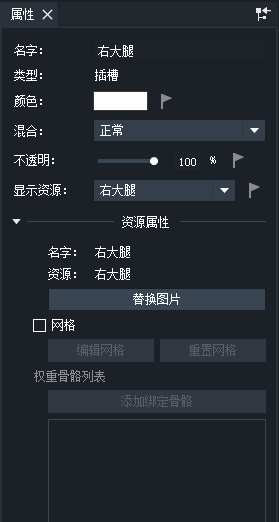 属性
名字： 右大腿
类型： 插槽
颜色：
混合： 正常
不透明： 100 %
显示资源： 右大腿
资源属性
名字： 右大腿
资源： 右大腿
替换图片
网格
编辑网格 重置网格
权重骨骼列表
添加绑定骨骼